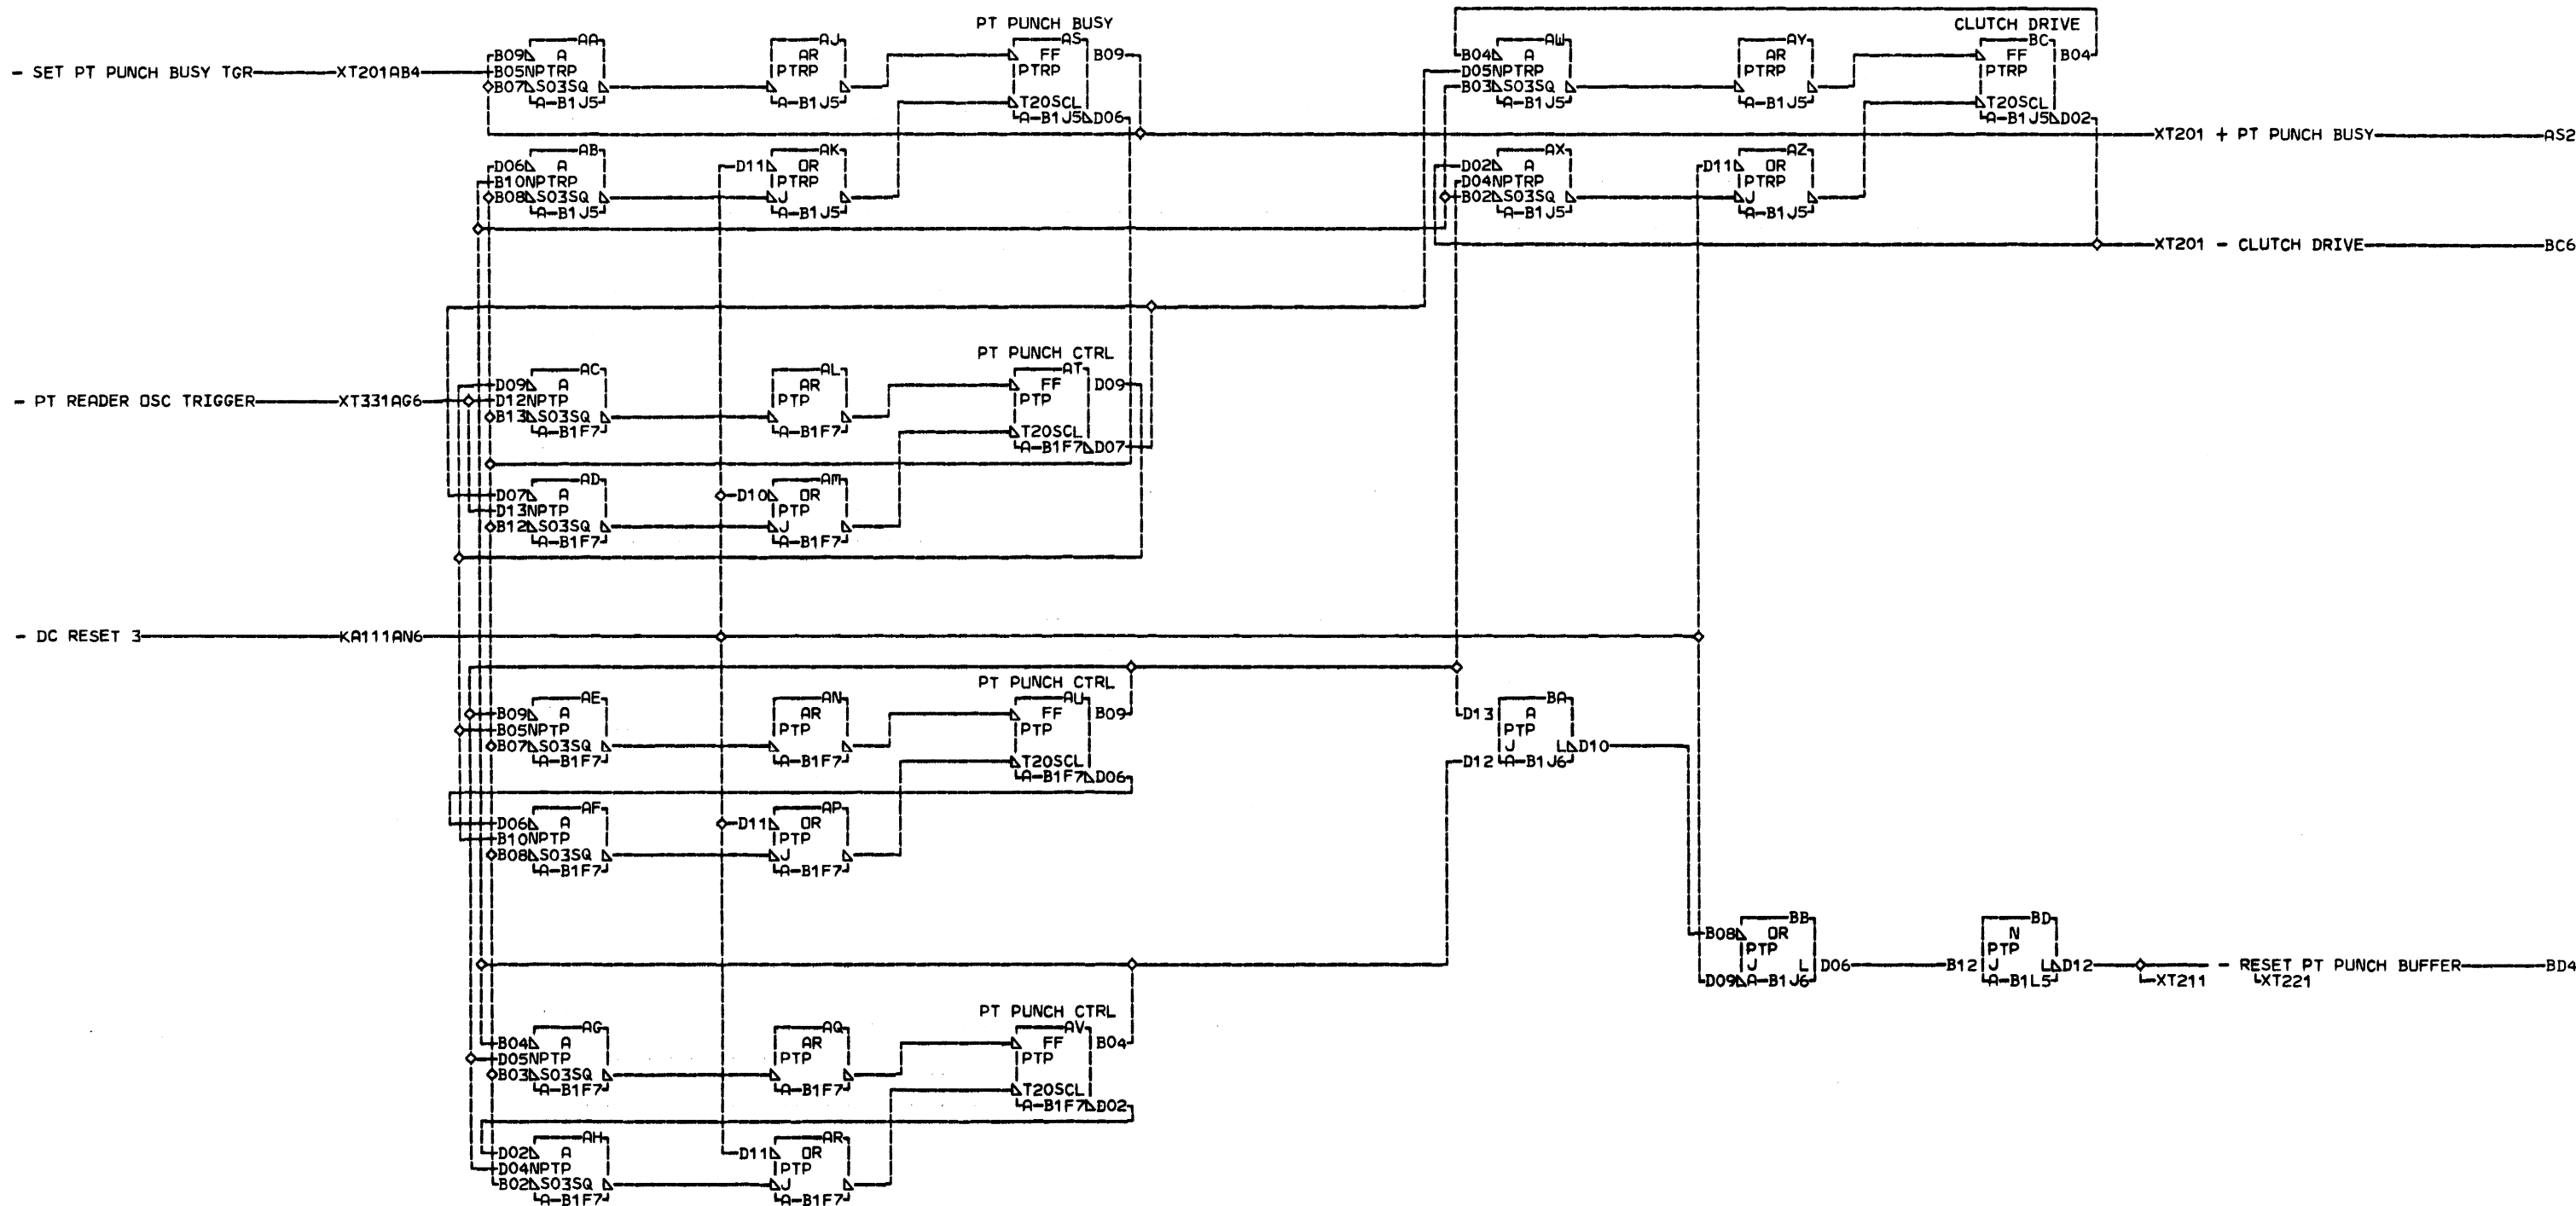 PT PUNCH BUSY CLUTCH DRIVE
AA AJ AS AW AY BC
B09 A AR FF B09 B04 A AR FF B04
- SET PT PUNCH BUSY TGR XT201AB4 B05NPTRP PTRP PTRP D05NPTRP PTRP PTRP
B07 S03SQ B03 S03SQ
A-B1J5 A-B1J5 T20SCL A-B1J5 A-B1J5 T20SCL
A-B1J5 D06 A-B1J5 D02
XT201 + PT PUNCH BUSY AS2
AB AK AX AZ
D06 A D11 OR D02 A D11 OR
B10NPTRP PTRP D04NPTRP PTRP
B08 S03SQ J B02 S03SQ J
A-B1J5 A-B1J5 A-B1J5 A-B1J5
XT201 - CLUTCH DRIVE BC6
PT PUNCH CTRL
AC AL AT
D09 A AR FF D09
- PT READER OSC TRIGGER XT331AG6 D12NPTP PTP PTP
B13 S03SQ
A-B1F7 A-B1F7 T20SCL
A-B1F7 D07
AD AM
D07 A D10 OR
D13NPTP PTP
B12 S03SQ J
A-B1F7 A-B1F7
- DC RESET 3 KA111AN6
PT PUNCH CTRL
AE AN AU BA
B09 A AR FF B09 D13 A
B05NPTP PTP PTP PTP
B07 S03SQ J L D10
A-B1F7 A-B1F7 T20SCL D12 A-B1J6
A-B1F7 D06
AF AP
D06 A D11 OR
B10NPTP PTP
B08 S03SQ J
A-B1F7 A-B1F7
BB BD
B08 OR N
PTP PTP
J L D06 B12 J L D12 - RESET PT PUNCH BUFFER BD4
D09 A-B1J6 A-B1L5 XT211 XT221
PT PUNCH CTRL
AG AQ AV
B04 A AR FF B04
D05NPTP PTP PTP
B03 S03SQ
A-B1F7 A-B1F7 T20SCL
A-B1F7 D02
AH AR
D02 A D11 OR
D04NPTP PTP
B02 S03SQ J
A-B1F7 A-B1F7